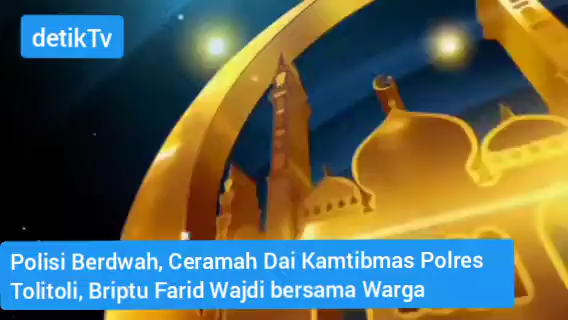 detikTv
Polisi Berdwah, Ceramah Dai Kamtibmas Polres
Tolitoli, Briptu Farid Wajdi bersama Warga